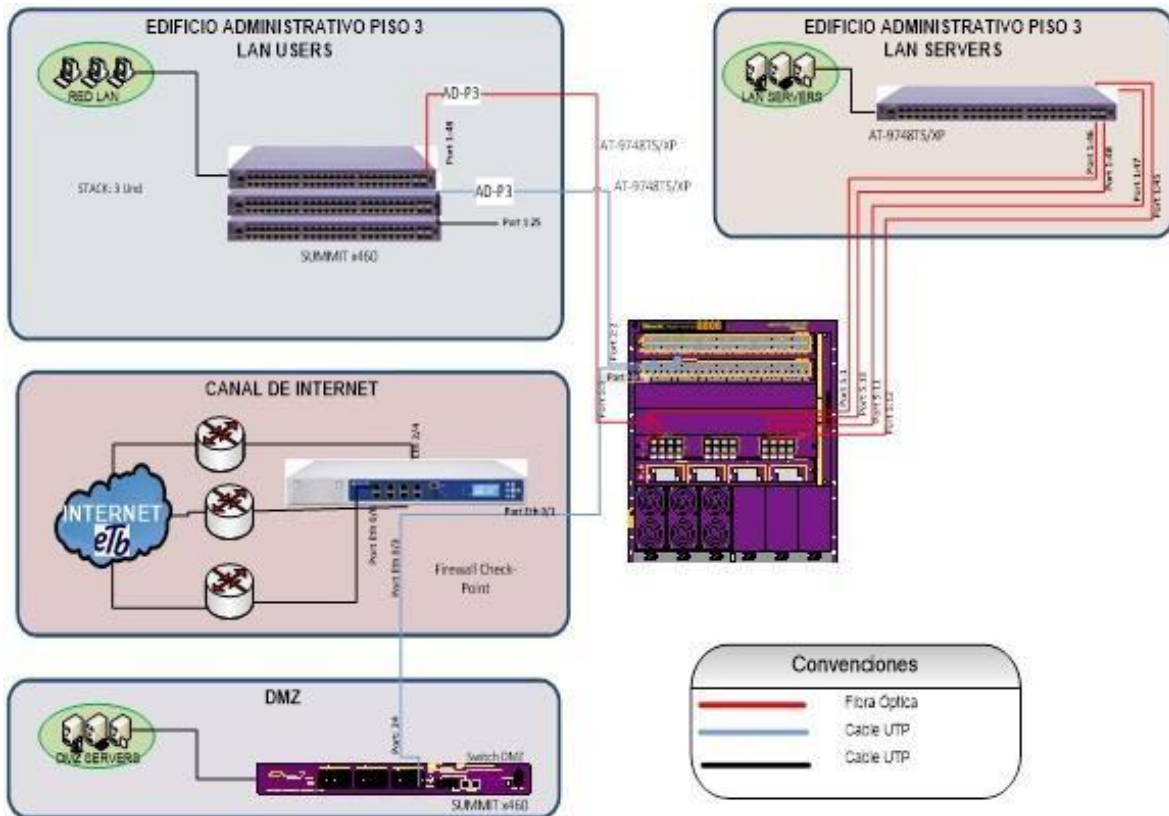 EDIFICIO ADMINISTRATIVO PISO 3
LAN USERS
RED LAN
AD-P3
Port 1:48
AT-9748TS/XP
STACK: 3 Und
AD-P3
AT-9748TS/XP
Port 1:25
SUMMIT x460
EDIFICIO ADMINISTRATIVO PISO 3
LAN SERVERS
LAN SERVERS
AT-9748TS/XP
Port 1:46
Port 1:48
Port 1:47
Port 1:45
8806
Port 2:2
Port 5:1
Port 5:10
Port 5:11
Port 5:12
CANAL DE INTERNET
INTERNET
eTb
Port Eth 0/3
Firewall Check-
Point
DMZ
DMZ SERVERS
Port: 24
Switch DMZ
SUMMIT x460
Convenciones
Fibra Óptica
Cable UTP
Cable UTP